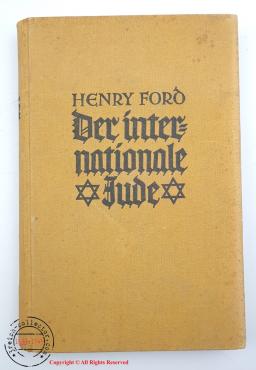 HENRY FORD
Der inter-
nationale
Jude
Copyright © All Rights Reserved